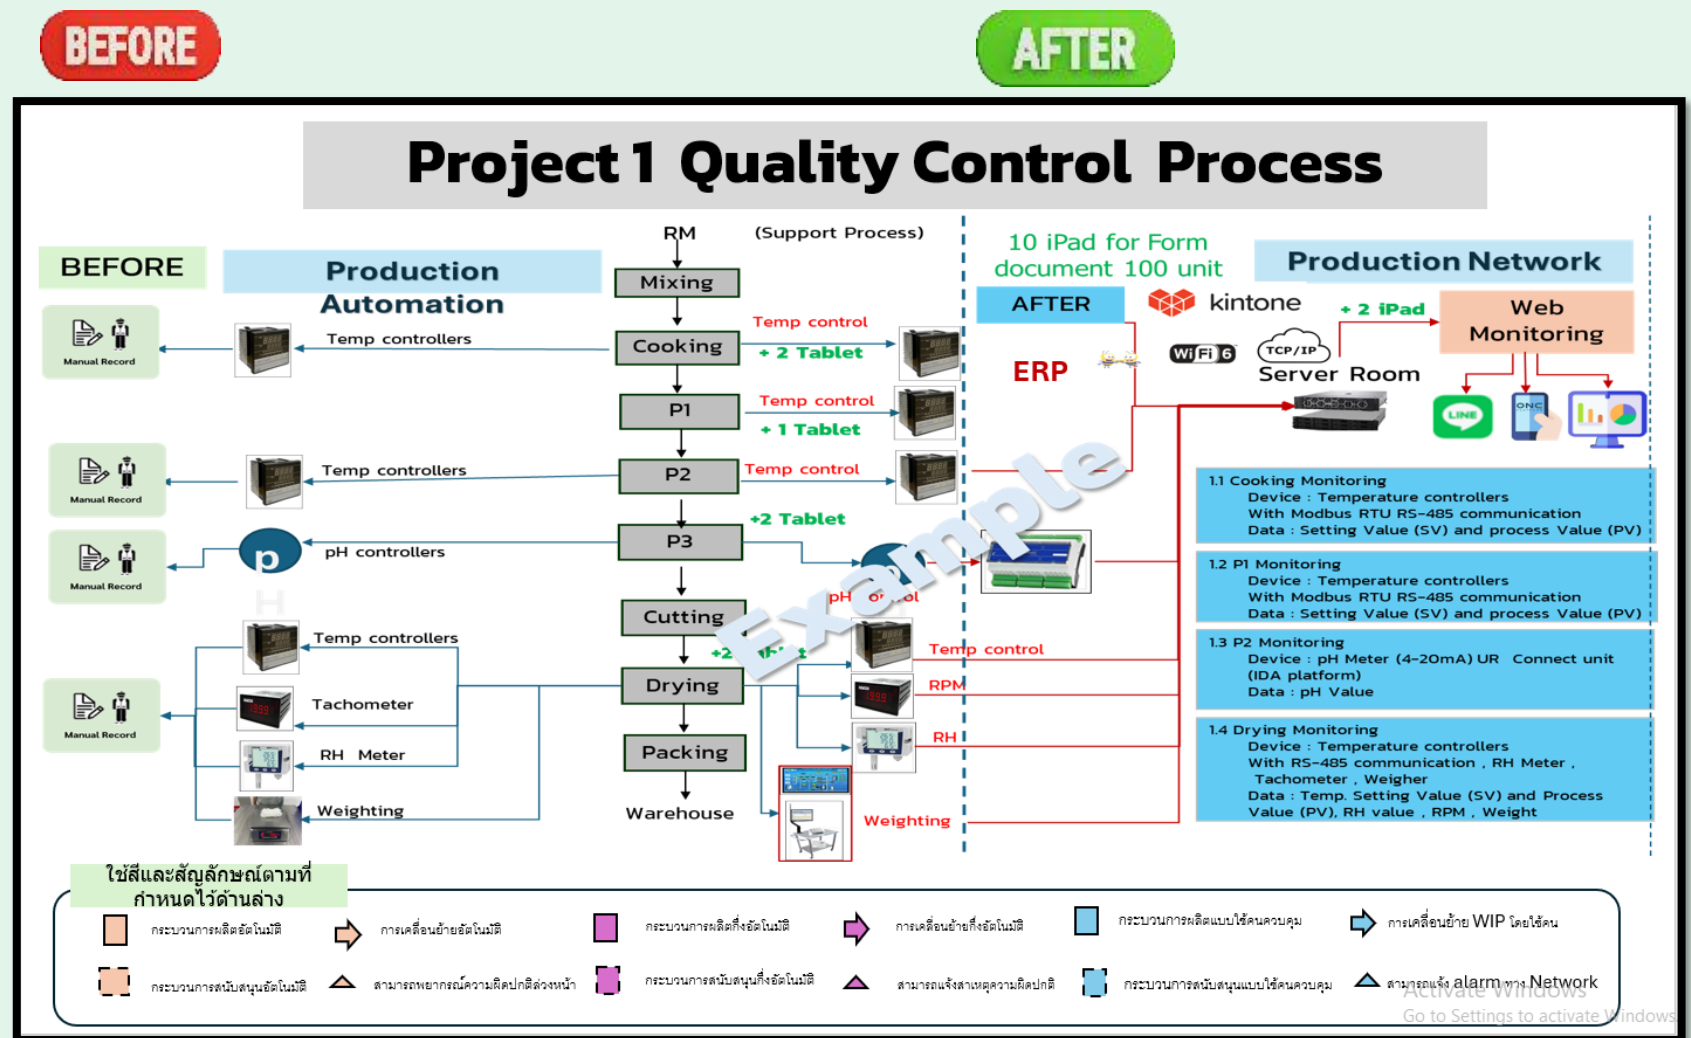 BEFORE
AFTER
Project 1 Quality Control Process
BEFORE
Production
Automation
RM
(Support Process)
Mixing
Cooking
P1
P2
P3
Cutting
Drying
Packing
Warehouse
Manual Record
Temp controllers
Manual Record
Temp controllers
Manual Record
p
H
pH controllers
Manual Record
Temp controllers
Tachometer
RH Meter
Weighting
Temp control
+ 2 Tablet
Temp control
+ 1 Tablet
Temp control
+2 Tablet
pH control
+2 Tablet
Temp control
RPM
RH
Weighting
Example
10 iPad for Form
document 100 unit
AFTER
ERP
kintone
WiFi 6
TCP/IP
Server Room
Production Network
+ 2 iPad
Web
Monitoring
LINE
ONC
1.1 Cooking Monitoring
Device : Temperature controllers
With Modbus RTU RS-485 communication
Data : Setting Value (SV) and process Value (PV)
1.2 P1 Monitoring
Device : Temperature controllers
With Modbus RTU RS-485 communication
Data : Setting Value (SV) and process Value (PV)
1.3 P2 Monitoring
Device : pH Meter (4-20mA) UR Connect unit
(IDA platform)
Data : pH Value
1.4 Drying Monitoring
Device : Temperature controllers
With RS-485 communication , RH Meter ,
Tachometer , Weigher
Data : Temp. Setting Value (SV) and Process
Value (PV), RH value , RPM , Weight
ใช้สีและสัญลักษณ์ตามที่
กำหนดไว้ด้านล่าง
กระบวนการผลิตอัตโนมัติ
การเคลื่อนย้ายอัตโนมัติ
กระบวนการผลิตกึ่งอัตโนมัติ
การเคลื่อนย้ายกึ่งอัตโนมัติ
กระบวนการผลิตแบบใช้คนควบคุม
การเคลื่อนย้าย WIP โดยใช้คน
กระบวนการสนับสนุนอัตโนมัติ
สามารถพยากรณ์ความผิดปกติล่วงหน้า
กระบวนการสนับสนุนกึ่งอัตโนมัติ
สามารถแจ้งสาเหตุความผิดปกติ
กระบวนการสนับสนุนแบบใช้คนควบคุม
สามารถแจ้ง alarm ทาง Network
Activate Windows
Go to Settings to activate Windows.